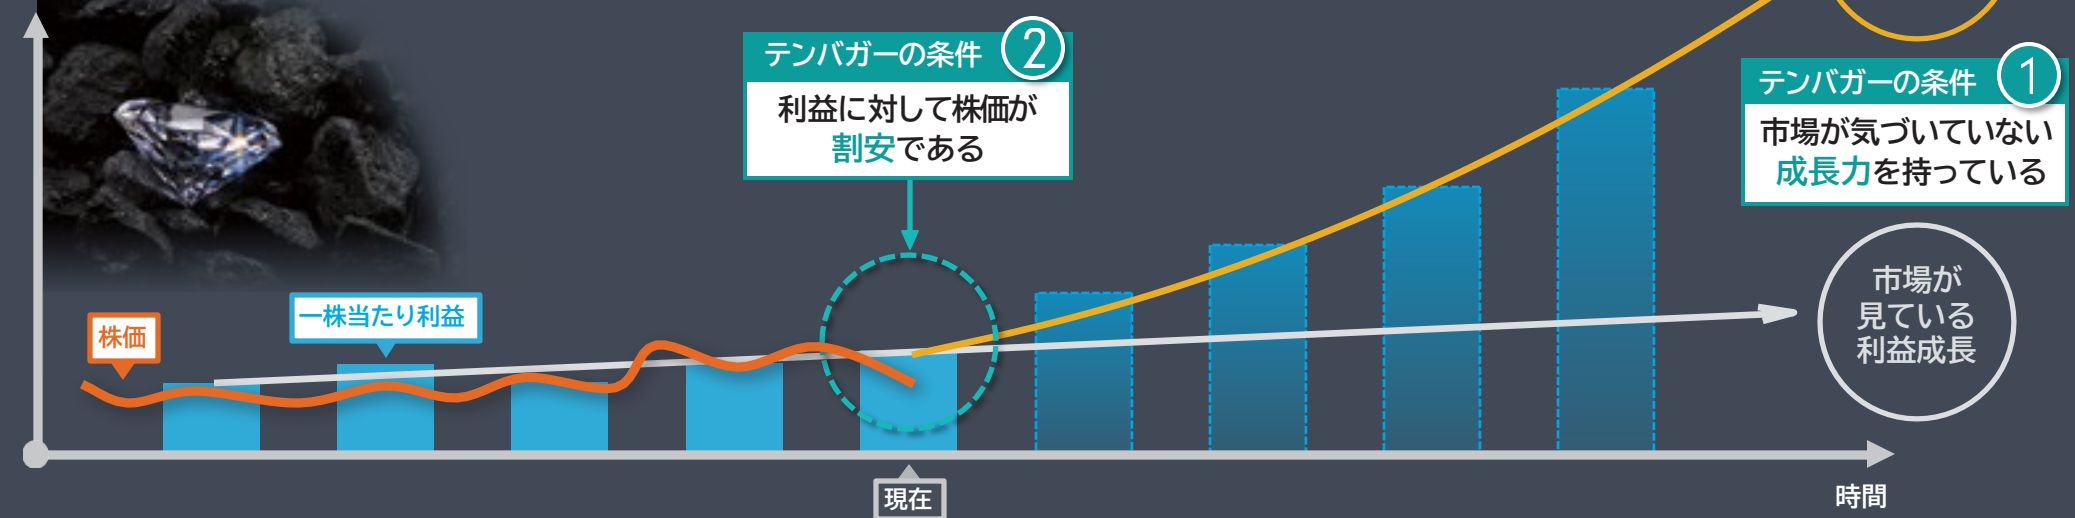 テンバガーの条件 2
利益に対して株価が
割安である
テンバガーの条件 1
市場が気づいていない
成長力を持っている
株価
一株当たり利益
市場が
見ている
利益成長
現在
時間